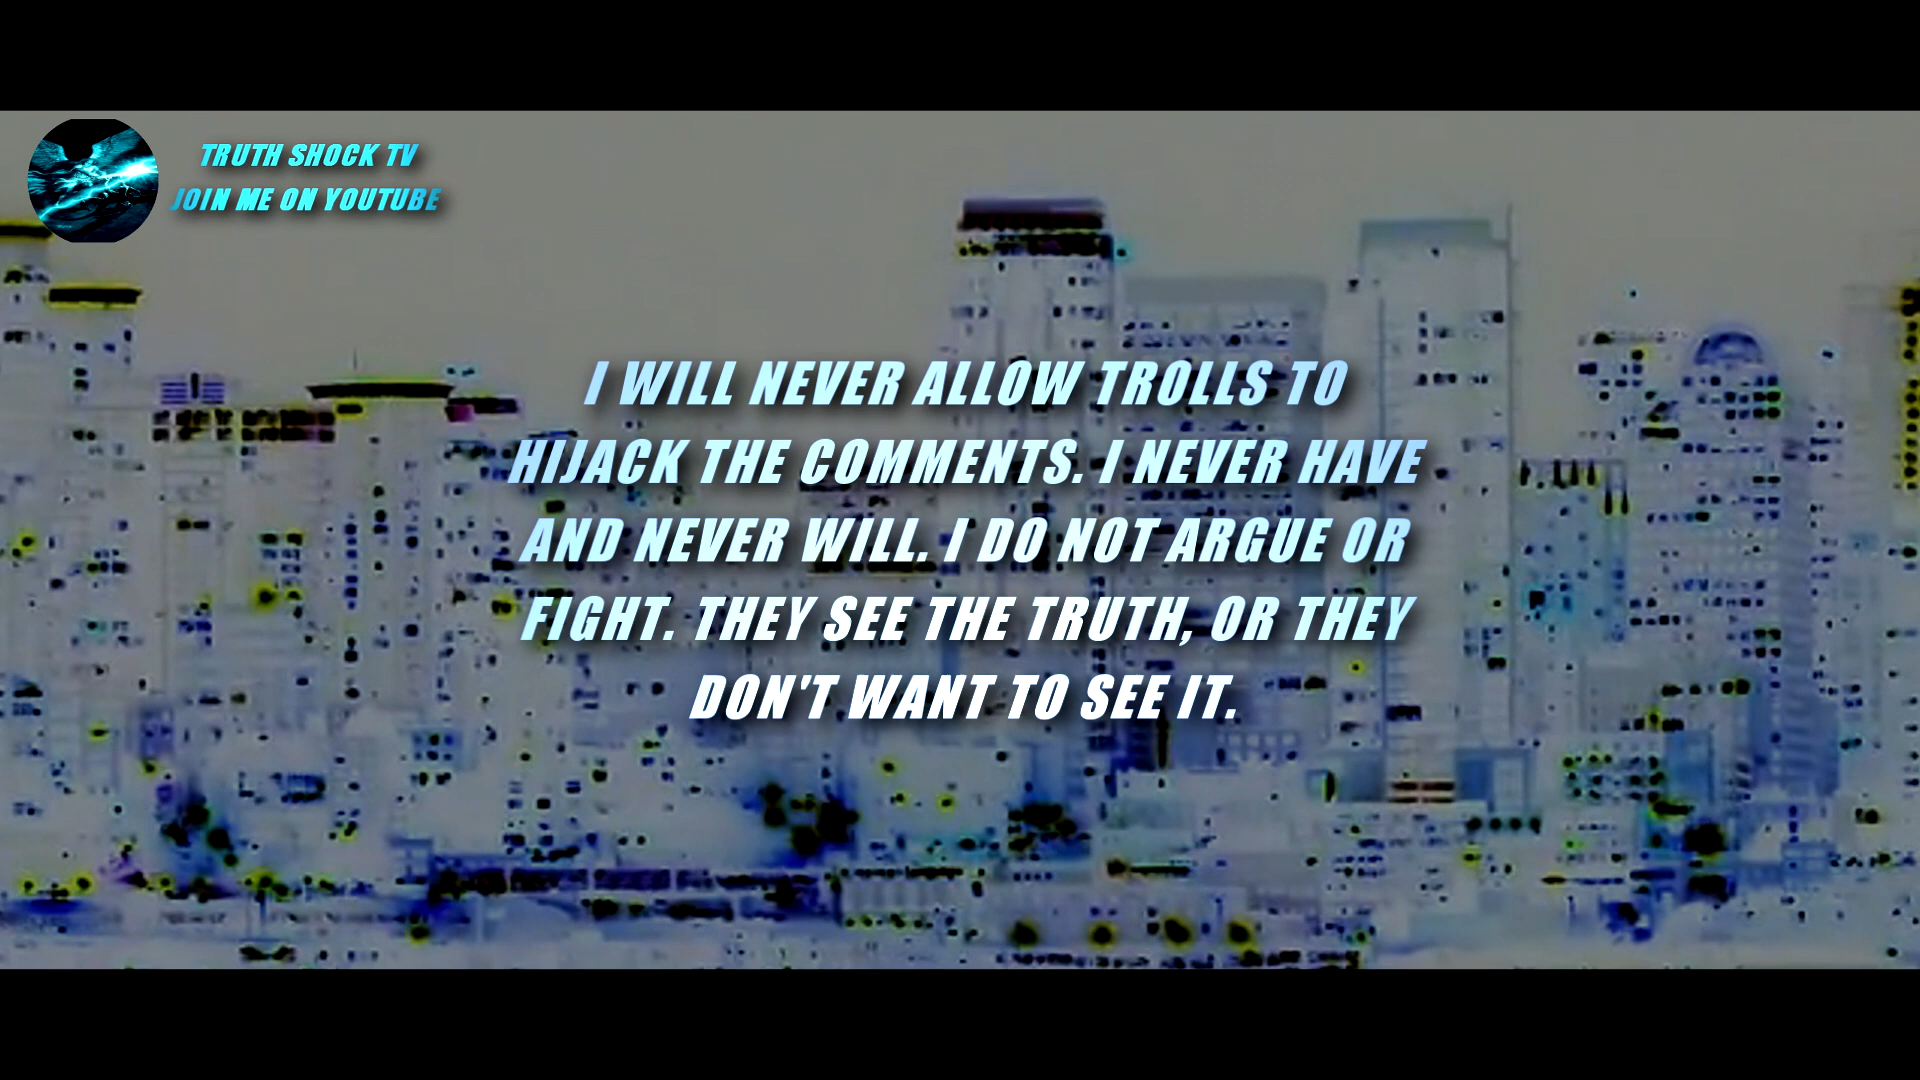 TRUTH SHOCK TV
JOIN ME ON YOUTUBE
I WILL NEVER ALLOW TROLLS TO
HIJACK THE COMMENTS. I NEVER HAVE
AND NEVER WILL. I DO NOT ARGUE OR
FIGHT. THEY SEE THE TRUTH, OR THEY
DON'T WANT TO SEE IT.